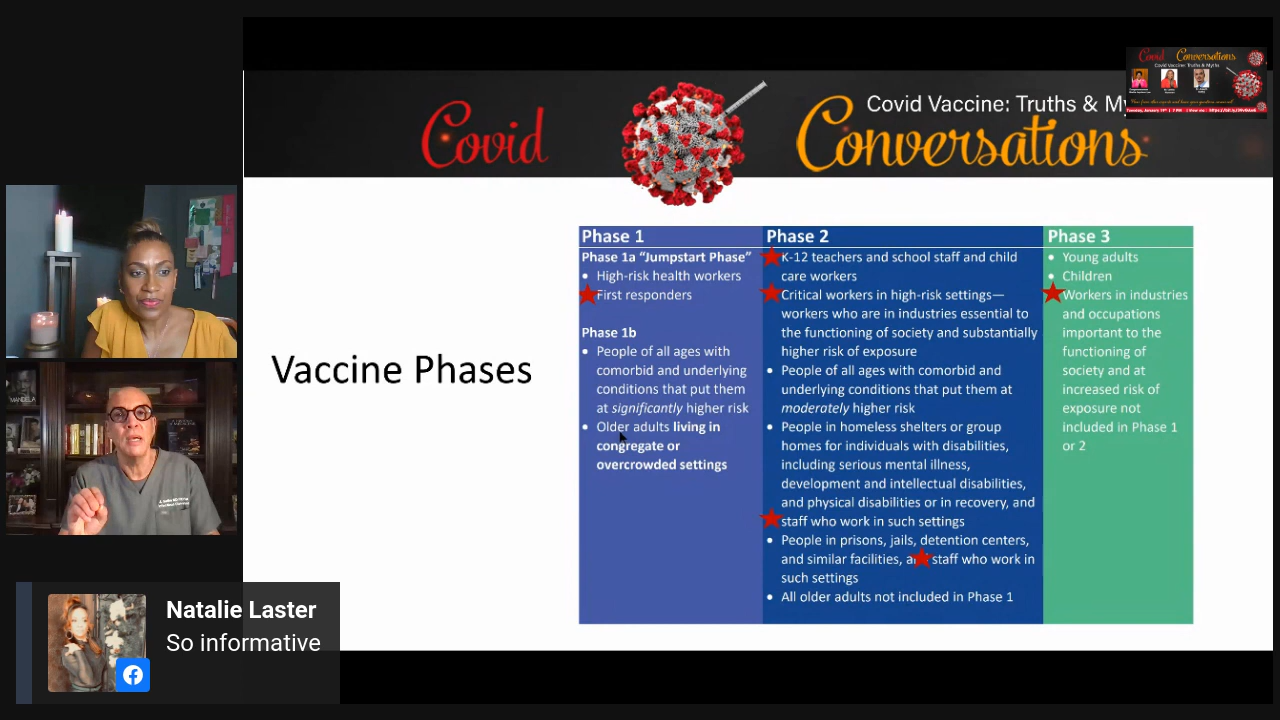 Covid
Covid Vaccine: Truths & My
Conversations
Covid Conversations
Covid Vaccine Truths & Myths
Vaccine Phases
Phase 1
Phase 1a “Jumpstart Phase”
• High-risk health workers
First responders
Phase 1b
• People of all ages with
comorbid and underlying
conditions that put them
at significantly higher risk
• Older adults living in
congregate or
overcrowded settings
Phase 2
K-12 teachers and school staff and child
care workers
Critical workers in high-risk settings—
workers who are in industries essential to
the functioning of society and substantially
higher risk of exposure
• People of all ages with comorbid and
underlying conditions that put them at
moderately higher risk
• People in homeless shelters or group
homes for individuals with disabilities,
including serious mental illness,
development and intellectual disabilities,
and physical disabilities or in recovery, and
staff who work in such settings
• People in prisons, jails, detention centers,
and similar facilities, and staff who work in
such settings
• All older adults not included in Phase 1
Phase 3
• Young adults
• Children
Workers in industries
and occupations
important to the
functioning of
society and at
increased risk of
exposure not
included in Phase 1
or 2
MANDELA
Natalie Laster
So informative